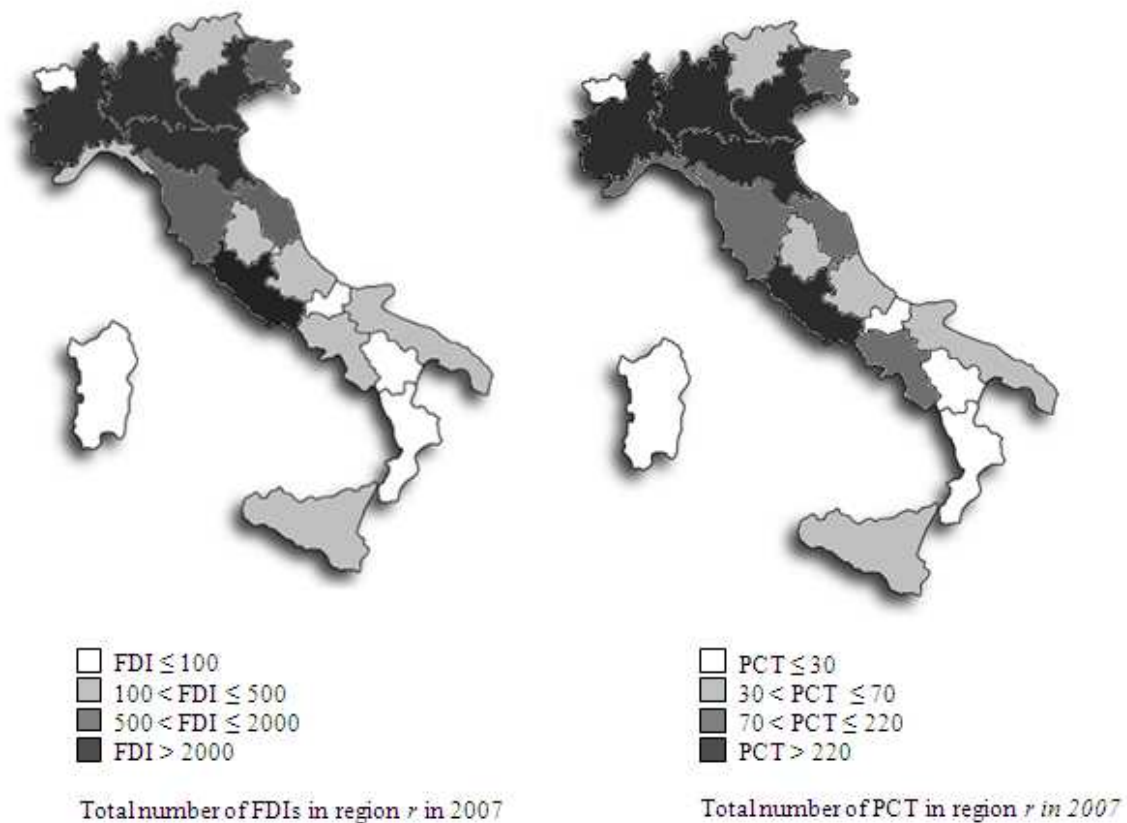 FDI ≤ 100
100 < FDI ≤ 500
500 < FDI ≤ 2000
FDI > 2000
Total number of FDIs in region r in 2007
PCT ≤ 30
30 < PCT ≤ 70
70 < PCT ≤ 220
PCT > 220
Total number of PCT in region r in 2007